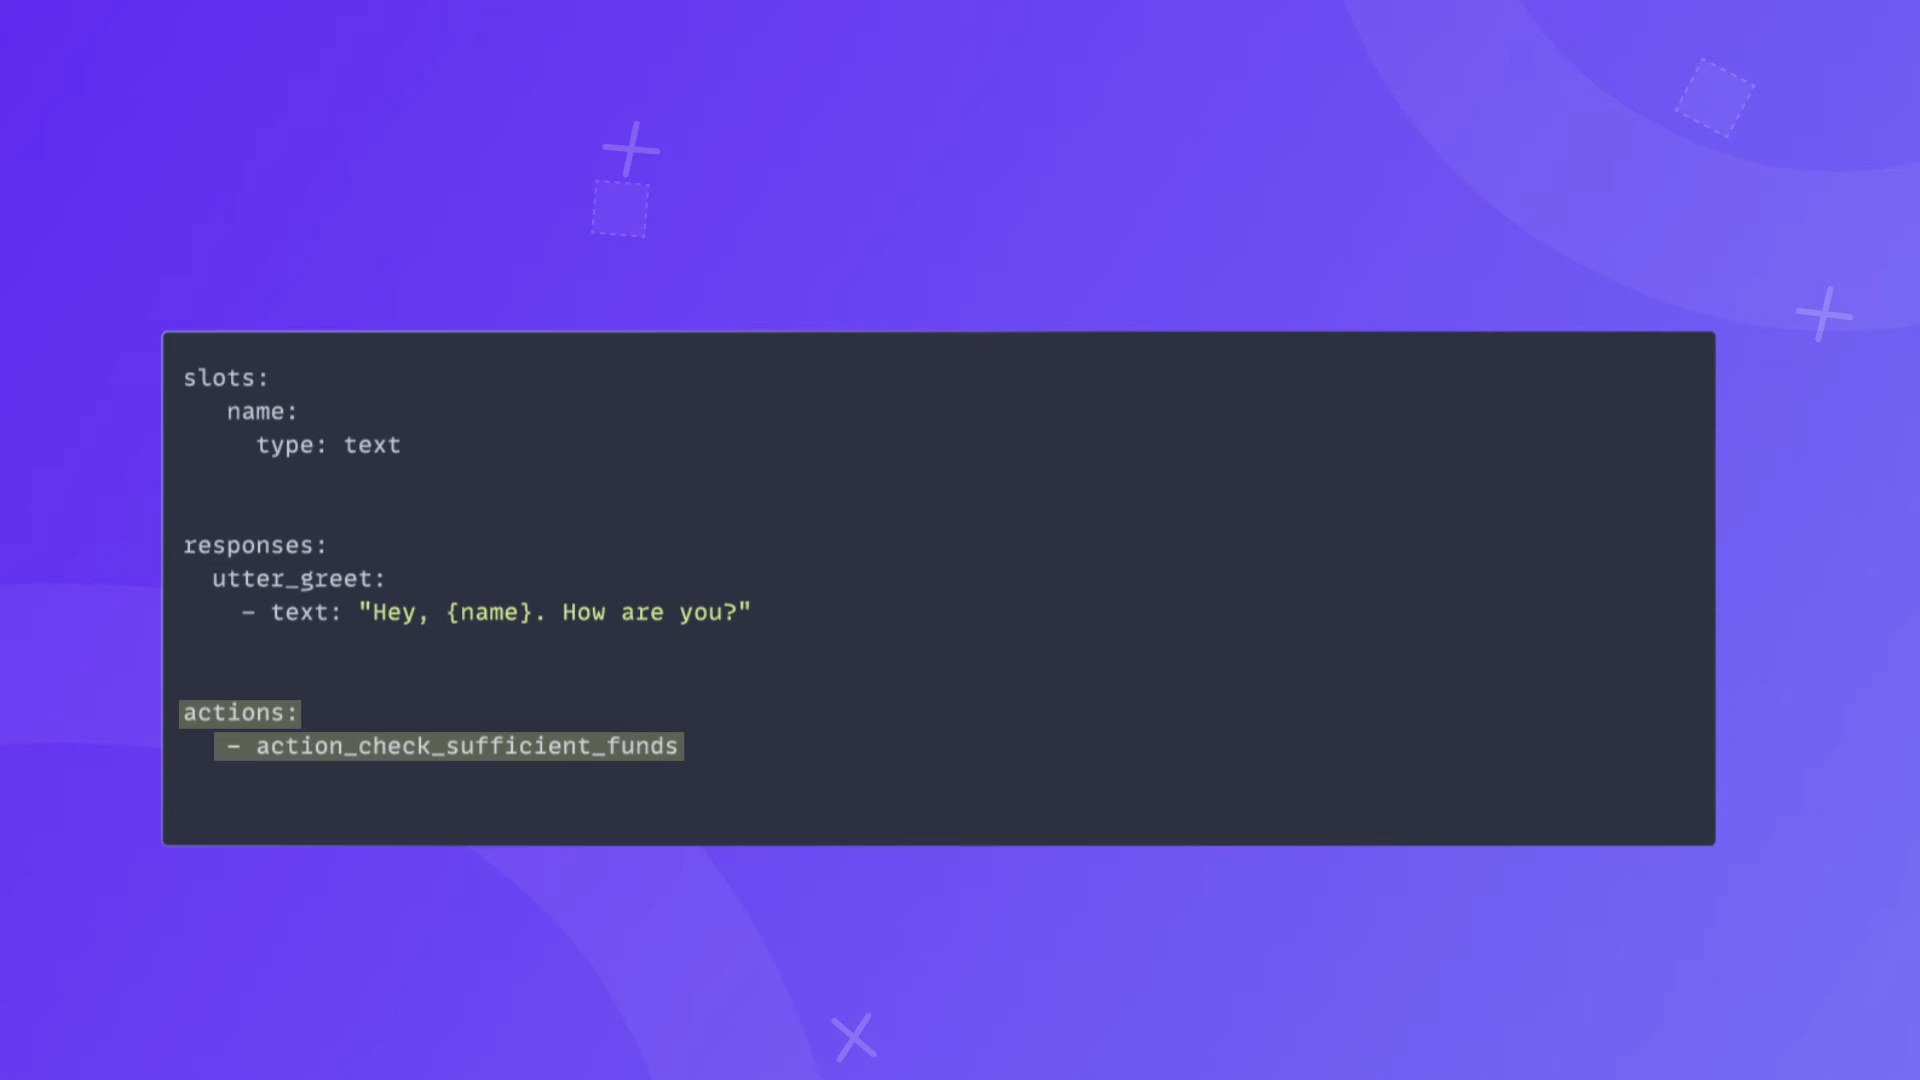 slots:
name:
type: text
responses:
utter_greet:
- text: "Hey, {name}. How are you?"
actions:
- action_check_sufficient_funds